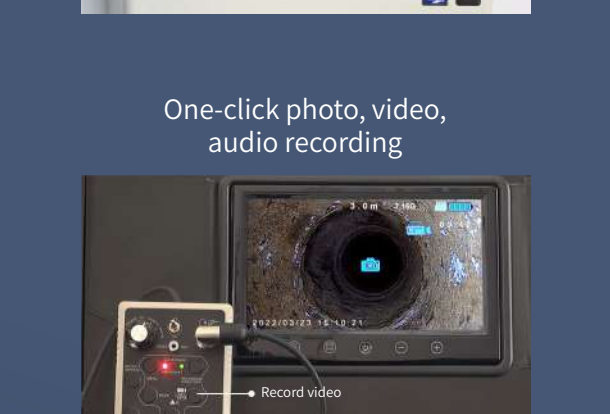 One-click photo, video,
audio recording
3.0m
2022/03/23 15:10:21
Record video